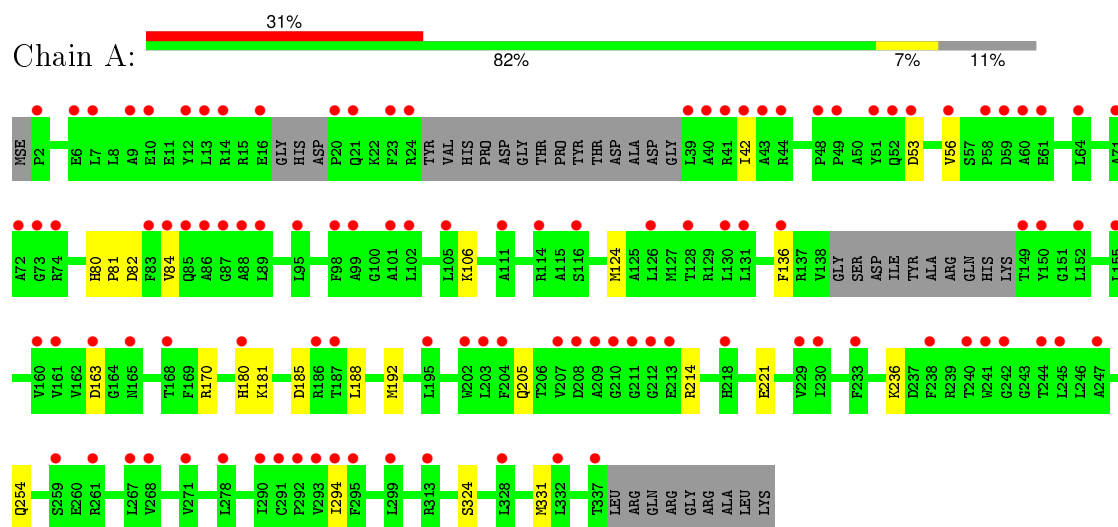 31%
Chain A:
82% 7% 11%
MSE P2 E6 L7 L8 A9 E10 E11 Y12 L13 R14 R15 E16 GLY HIS ASP P20 Q21 K22 F23 R24 TYR VAL HIS PRO ASP GLY THR PRO TYR THR ASP ALA ASP GLY L39 A40 R41 I42 A43 R44 P48 P49 A50 Y51 Q52 D53 V56 S57 P58 D59 A60 E61 L64 A71
A72 G73 R74 H80 P81 D82 F83 V84 Q85 A86 G87 A88 L89 L95 F98 A99 G100 A101 L102 L105 K106 A111 R114 A115 S116 M124 A125 L126 M127 T128 R129 L130 L131 F136 R137 V138 GLY SER ASP ILE TYR ALA ARG GLN HIS LYS T149 Y150 G151 L152
V160 V161 V162 D163 G164 N165 T168 F169 R170 H180 K181 D185 R186 T187 L188 M192 L195 W202 L203 F204 Q205 T206 V207 D208 A209 G210 G211 G212 E213 R214 H218 E221 V229 I230 F233 K236 D237 F238 R239 T240 W241 G242 G243 T244 L245 L246 A247
Q254 S259 E260 R261 L267 V268 V271 L278 I290 C291 P292 V293 I294 F295 L299 R313 S324 L328 M331 L332 T337 LEU ARG GLN ARG GLY ARG ALA LEU LYS